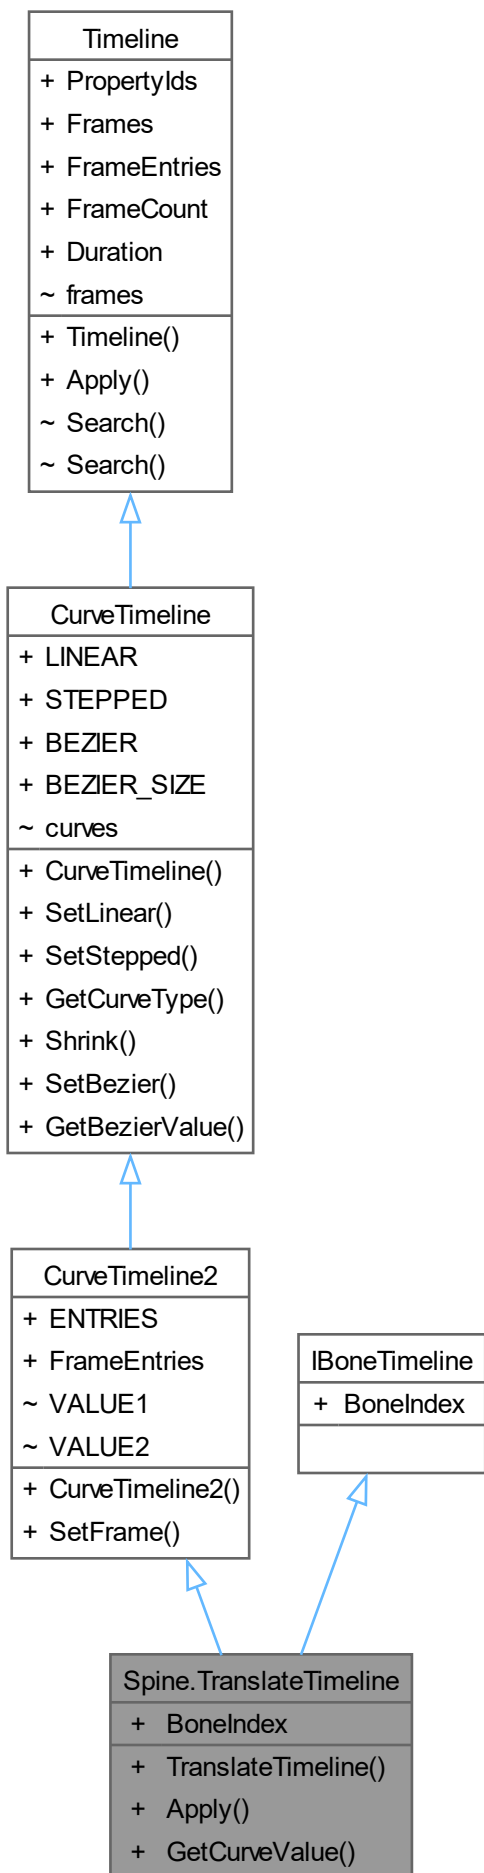 Timeline
+ PropertyIds
+ Frames
+ FrameEntries
+ FrameCount
+ Duration
~ frames
+ Timeline()
+ Apply()
~ Search()
~ Search()
CurveTimeline
+ LINEAR
+ STEPPED
+ BEZIER
+ BEZIER_SIZE
~ curves
+ CurveTimeline()
+ SetLinear()
+ SetStepped()
+ GetCurveType()
+ Shrink()
+ SetBezier()
+ GetBezierValue()
CurveTimeline2
+ ENTRIES
+ FrameEntries
~ VALUE1
~ VALUE2
+ CurveTimeline2()
+ SetFrame()
IBoneTimeline
+ BoneIndex
Spine.TranslateTimeline
+ BoneIndex
+ TranslateTimeline()
+ Apply()
+ GetCurveValue()